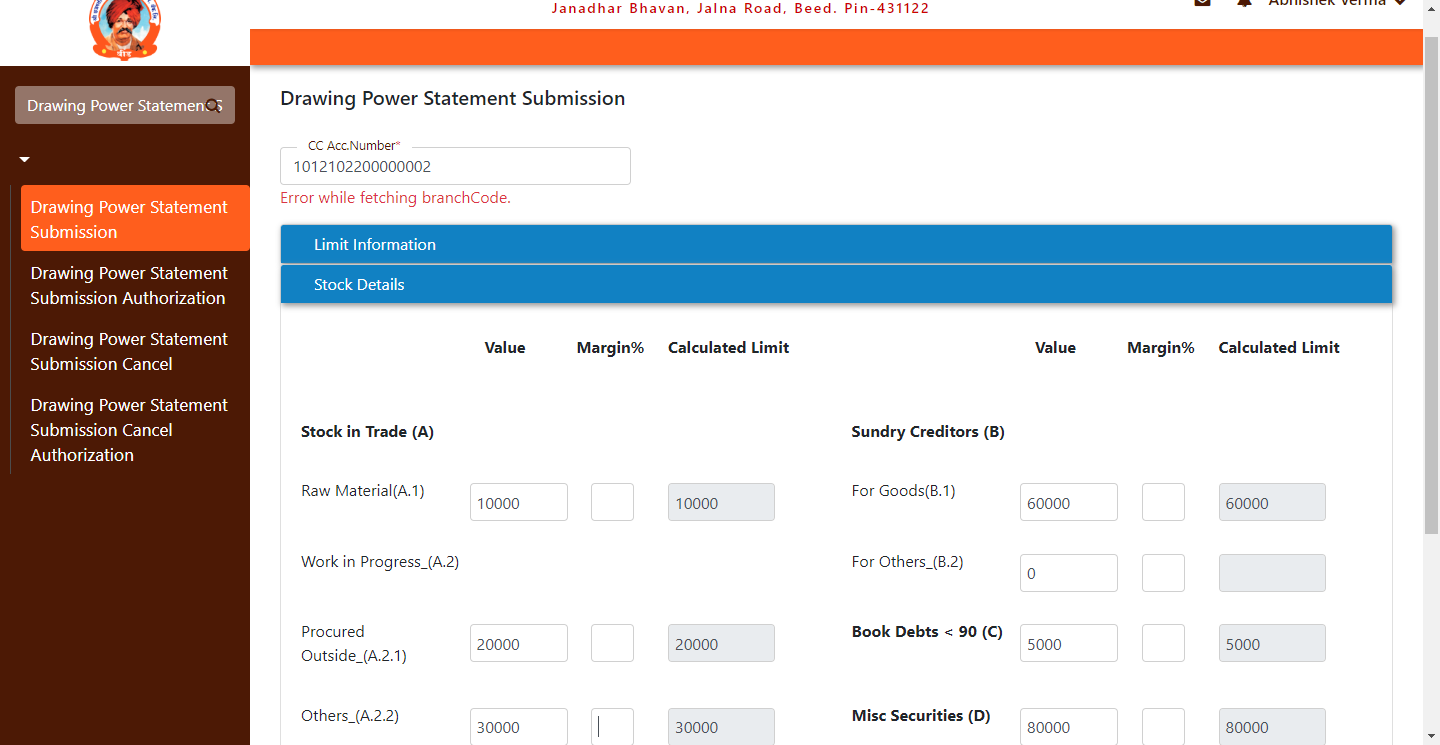 Janadhar Bhavan, Jalna Road, Beed. Pin-431122
Abhishek Verma
Drawing Power Statement
Drawing Power Statement
Submission
Drawing Power Statement
Submission Authorization
Drawing Power Statement
Submission Cancel
Drawing Power Statement
Submission Cancel
Authorization
Drawing Power Statement Submission
CC Acc.Number*
1012102200000002
Error while fetching branchCode.
Limit Information
Stock Details
Value Margin% Calculated Limit Value Margin% Calculated Limit
Stock in Trade (A) Sundry Creditors (B)
Raw Material(A.1) 10000 10000 For Goods(B.1) 60000 60000
Work in Progress_(A.2) For Others_(B.2) 0
Procured
Outside_(A.2.1) 20000 20000 Book Debts < 90 (C) 5000 5000
Others_(A.2.2) 30000 30000 Misc Securities (D) 80000 80000